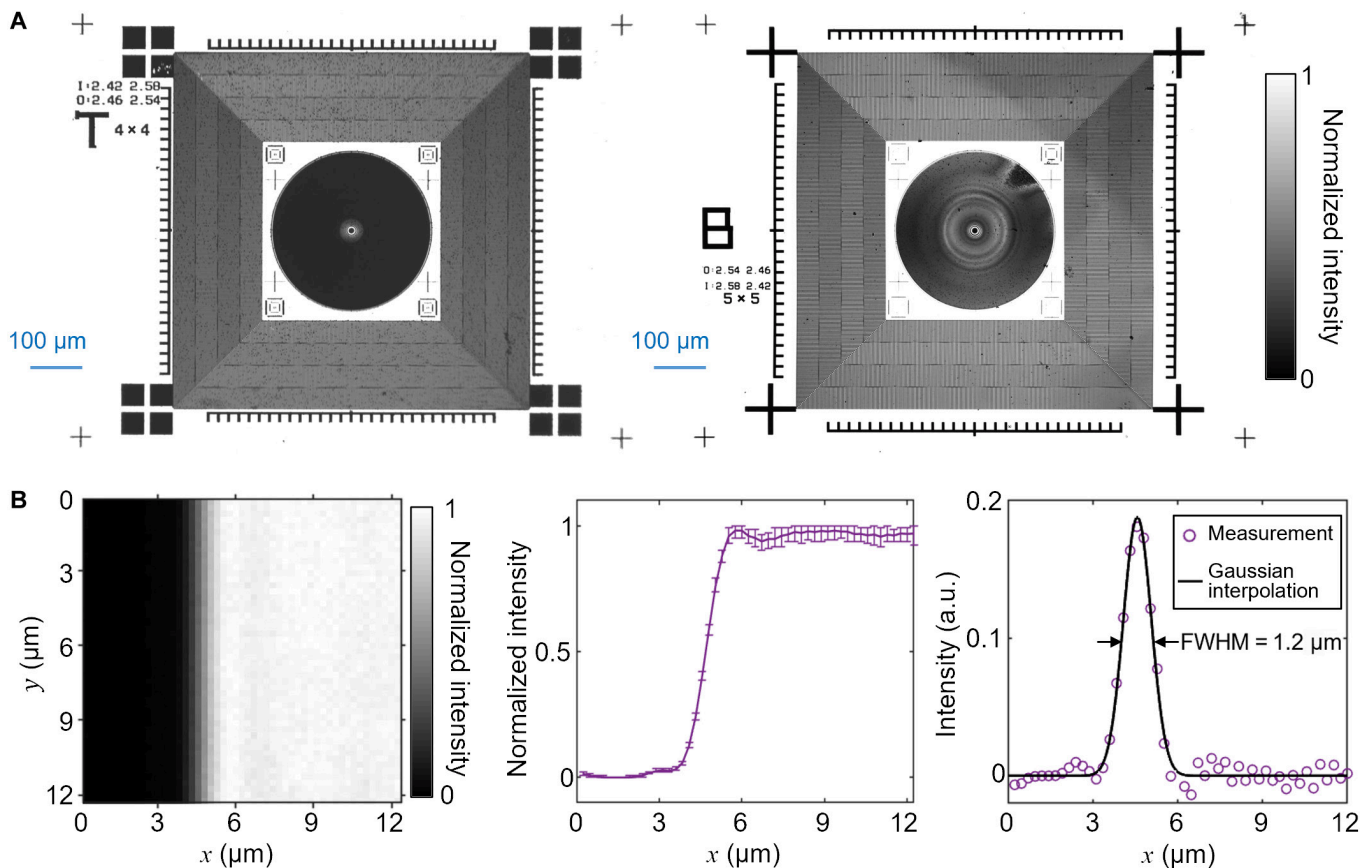 A
I:2.42 2.58
O:2.46 2.54
T 4×4
100 µm
B
O:2.54 2.46
I:2.58 2.42
5×5
100 µm
1
0
Normalized intensity
B
0
3
6
9
12
y (µm)
0
3
6
9
12
x (µm)
1
0
Normalized intensity
1
0.5
0
Normalized intensity
0
3
6
9
12
x (µm)
0.2
0.1
0
Intensity (a.u.)
Measurement
Gaussian
interpolation
FWHM = 1.2 µm
0
3
6
9
12
x (µm)